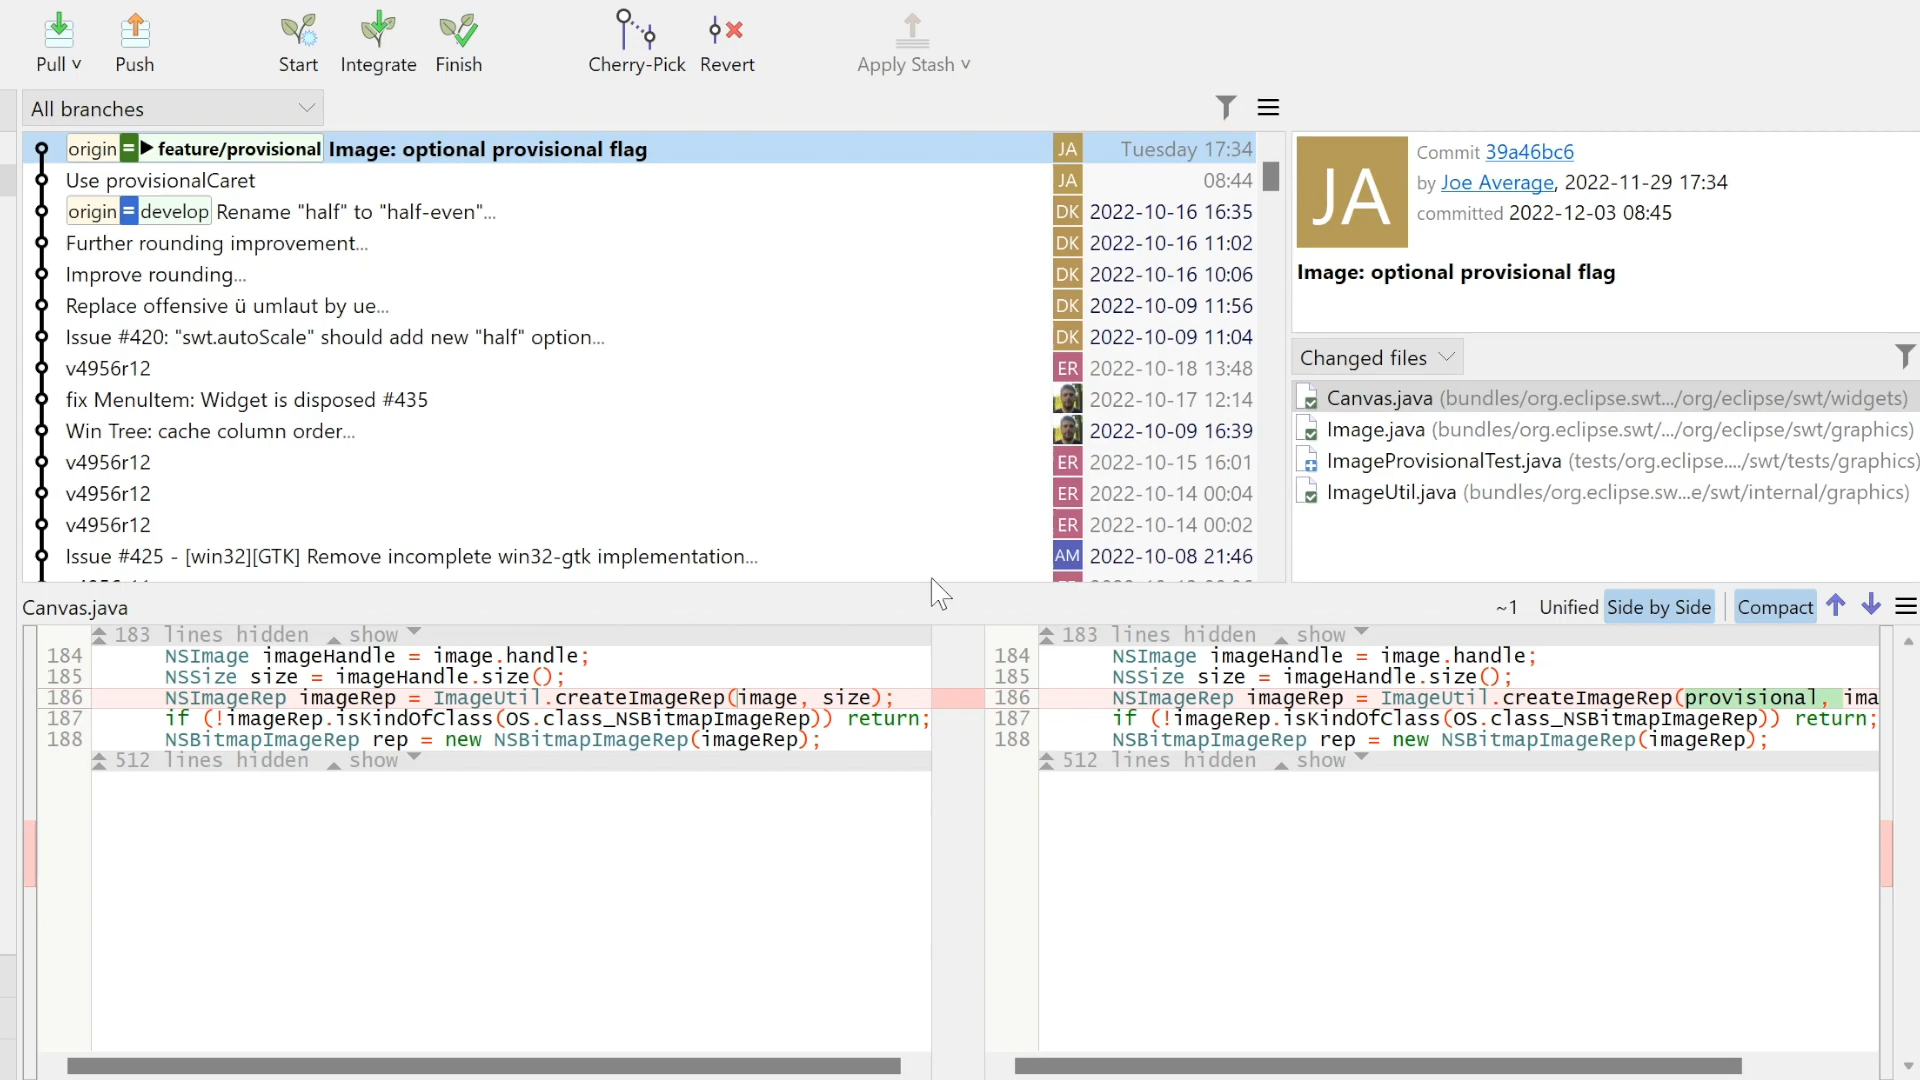 Pull Push Start Integrate Finish Cherry-Pick Revert Apply Stash
All branches
origin = feature/provisional Image: optional provisional flag JA Tuesday 17:34
Use provisionalCaret JA 08:44
origin = develop Rename "half" to "half-even"... DK 2022-10-16 16:35
Further rounding improvement... DK 2022-10-16 11:02
Improve rounding... DK 2022-10-16 10:06
Replace offensive ü umlaut by ue... DK 2022-10-09 11:56
Issue #420: "swt.autoScale" should add new "half" option... DK 2022-10-09 11:04
v4956r12 ER 2022-10-18 13:48
fix MenuItem: Widget is disposed #435 2022-10-17 12:14
Win Tree: cache column order... 2022-10-09 16:39
v4956r12 ER 2022-10-15 16:01
v4956r12 ER 2022-10-14 00:04
v4956r12 ER 2022-10-14 00:02
Issue #425 - [win32][GTK] Remove incomplete win32-gtk implementation... AM 2022-10-08 21:46
JA
Commit 39a46bc6
by Joe Average, 2022-11-29 17:34
committed 2022-12-03 08:45
Image: optional provisional flag
Changed files
Canvas.java (bundles/org.eclipse.swt.../org/eclipse/swt/widgets)
Image.java (bundles/org.eclipse.swt/.../org/eclipse/swt/graphics)
ImageProvisionalTest.java (tests/org.eclipse..../swt/tests/graphics)
ImageUtil.java (bundles/org.eclipse.sw...e/swt/internal/graphics)
Canvas.java ~1 Unified Side by Side Compact
183 lines hidden show
184 NSImage imageHandle = image.handle;
185 NSSize size = imageHandle.size();
186 NSImageRep imageRep = ImageUtil.createImageRep(image, size);
187 if (!imageRep.isKindOfClass(OS.class_NSBitmapImageRep)) return;
188 NSBitmapImageRep rep = new NSBitmapImageRep(imageRep);
512 lines hidden show
183 lines hidden show
184 NSImage imageHandle = image.handle;
185 NSSize size = imageHandle.size();
186 NSImageRep imageRep = ImageUtil.createImageRep(provisional, ima
187 if (!imageRep.isKindOfClass(OS.class_NSBitmapImageRep)) return;
188 NSBitmapImageRep rep = new NSBitmapImageRep(imageRep);
512 lines hidden show